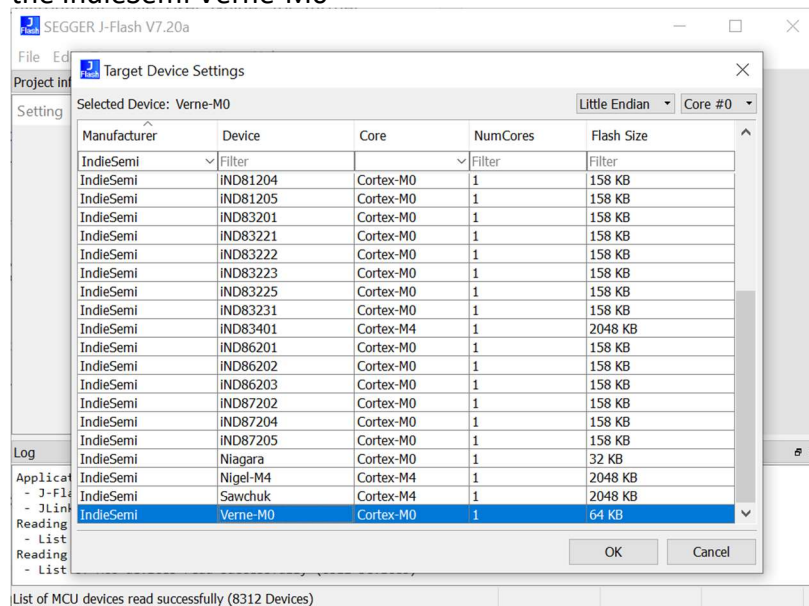 the IndieSemi Verne-M0
SEGGER J-Flash V7.20a
File Ed
Target Device Settings
Project inf
Selected Device: Verne-M0 Little Endian Core #0
Setting
Manufacturer Device Core NumCores Flash Size
IndieSemi Filter Filter Filter
IndieSemi iND81204 Cortex-M0 1 158 KB
IndieSemi iND81205 Cortex-M0 1 158 KB
IndieSemi iND83201 Cortex-M0 1 158 KB
IndieSemi iND83221 Cortex-M0 1 158 KB
IndieSemi iND83222 Cortex-M0 1 158 KB
IndieSemi iND83223 Cortex-M0 1 158 KB
IndieSemi iND83225 Cortex-M0 1 158 KB
IndieSemi iND83231 Cortex-M0 1 158 KB
IndieSemi iND83401 Cortex-M4 1 2048 KB
IndieSemi iND86201 Cortex-M0 1 158 KB
IndieSemi iND86202 Cortex-M0 1 158 KB
IndieSemi iND86203 Cortex-M0 1 158 KB
IndieSemi iND87202 Cortex-M0 1 158 KB
IndieSemi iND87204 Cortex-M0 1 158 KB
IndieSemi iND87205 Cortex-M0 1 158 KB
IndieSemi Niagara Cortex-M0 1 32 KB
IndieSemi Nigel-M4 Cortex-M4 1 2048 KB
IndieSemi Sawchuk Cortex-M4 1 2048 KB
IndieSemi Verne-M0 Cortex-M0 1 64 KB
Log
Applicat
- J-Fla
- JLink
Reading
- List
Reading
- List
OK Cancel
List of MCU devices read successfully (8312 Devices)